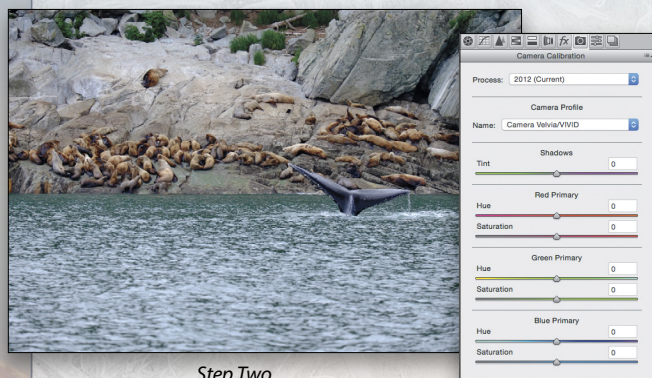 fx
Camera Calibration
Process: 2012 (Current)
Camera Profile
Name: Camera Velvia/VIVID
Shadows
Tint 0
Red Primary
Hue 0
Saturation 0
Green Primary
Hue 0
Saturation 0
Blue Primary
Hue 0
Saturation 0
Step Two